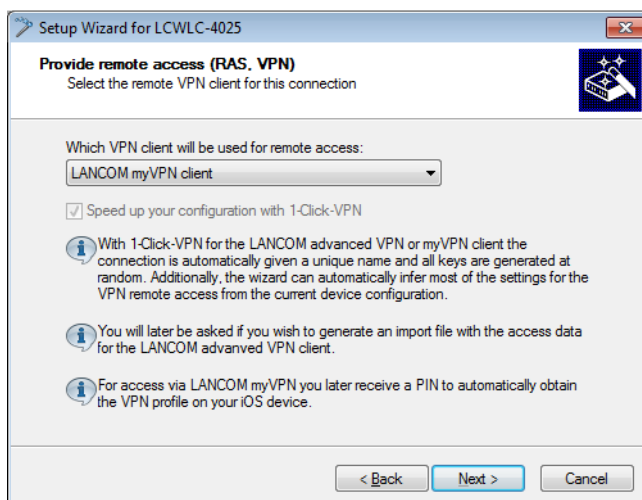 Setup Wizard for LCWLC-4025
Provide remote access (RAS, VPN)
Select the remote VPN client for this connection
Which VPN client will be used for remote access:
LANCOM myVPN client
Speed up your configuration with 1-Click-VPN
With 1-Click-VPN for the LANCOM advanced VPN or myVPN client the
connection is automatically given a unique name and all keys are generated at
random. Additionally, the wizard can automatically infer most of the settings for the
VPN remote access from the current device configuration.
You will later be asked if you wish to generate an import file with the access data
for the LANCOM advanved VPN client.
For access via LANCOM myVPN you later receive a PIN to automatically obtain
the VPN profile on your iOS device.
< Back
Next >
Cancel